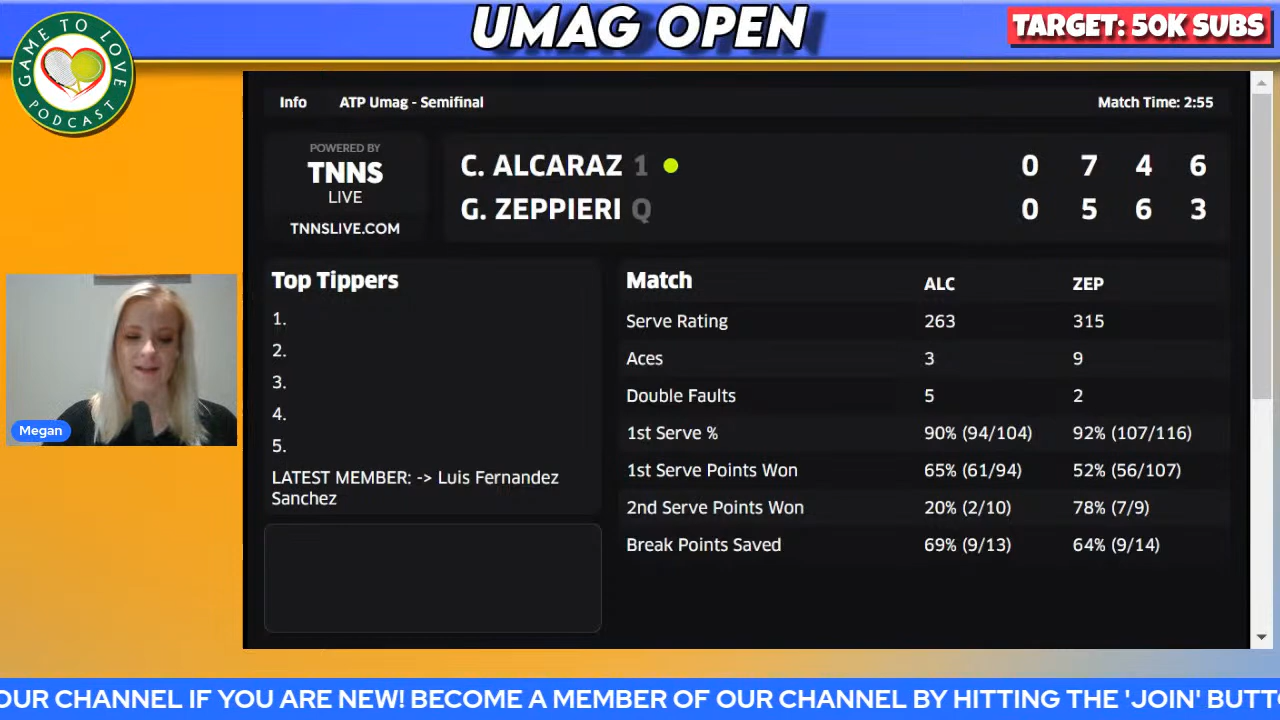 UMAG OPEN
TARGET: 50K SUBS
GAME TO LOVE
PODCAST
Info ATP Umag - Semifinal Match Time: 2:55
POWERED BY
TNNS
LIVE
TNNSLIVE.COM
C. ALCARAZ 1 0 7 4 6
G. ZEPPIERI Q 0 5 6 3
Top Tippers
1.
2.
3.
4.
5.
LATEST MEMBER: -> Luis Fernandez
Sanchez
Match ALC ZEP
Serve Rating 263 315
Aces 3 9
Double Faults 5 2
1st Serve % 90% (94/104) 92% (107/116)
1st Serve Points Won 65% (61/94) 52% (56/107)
2nd Serve Points Won 20% (2/10) 78% (7/9)
Break Points Saved 69% (9/13) 64% (9/14)
Megan
OUR CHANNEL IF YOU ARE NEW! BECOME A MEMBER OF OUR CHANNEL BY HITTING THE 'JOIN' BUTTO